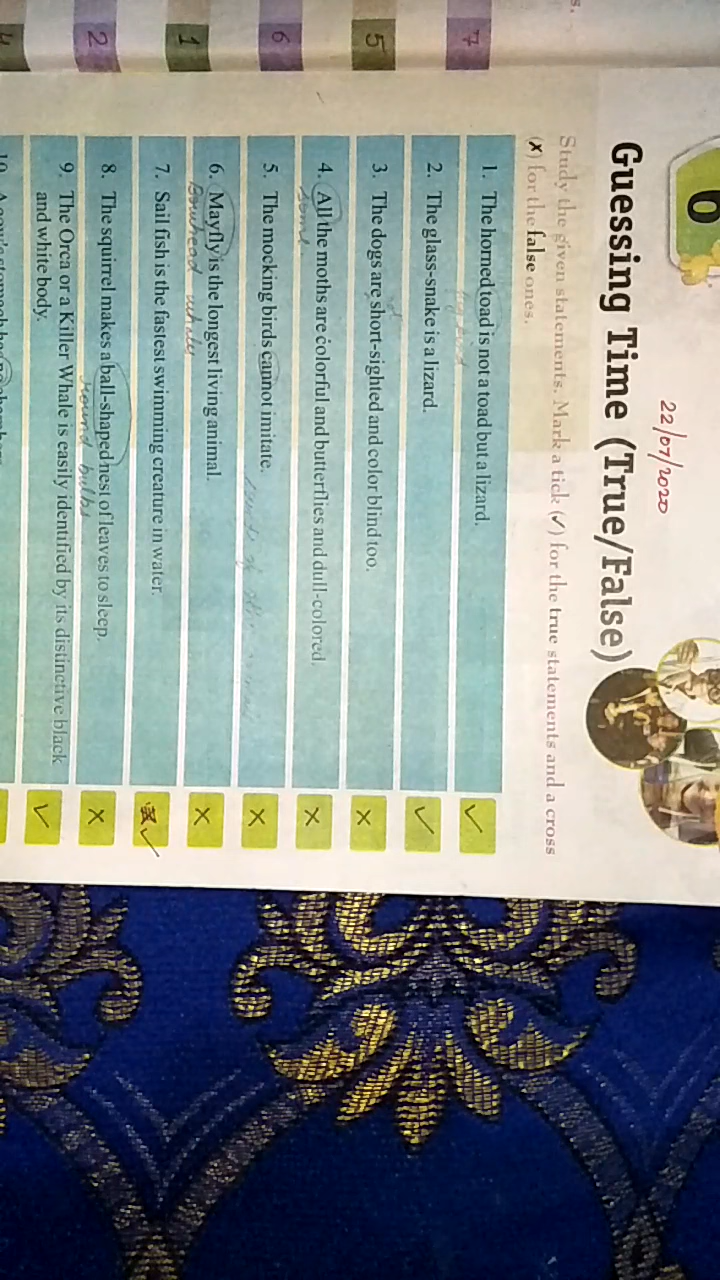 6
22/07/2020
Guessing Time (True/False)
Study the given statements. Mark a tick (✓) for the true statements and a cross
(✗) for the false ones.
1. The horned toad is not a toad but a lizard. ✓
2. The glass-snake is a lizard. ✓
3. The dogs are short-sighted and color blind too. ✗
4. All the moths are colorful and butterflies and dull-colored. ✗
some.
5. The mocking birds cannot imitate. ✗
6. Mayfly is the longest living animal. ✗
Bowhead whale
7. Sail fish is the fastest swimming creature in water. ✓
8. The squirrel makes a ball-shaped nest of leaves to sleep. ✗
round bulbs
9. The Orca or a Killer Whale is easily identified by its distinctive black ✓
and white body.
7
5
6
1
2
4